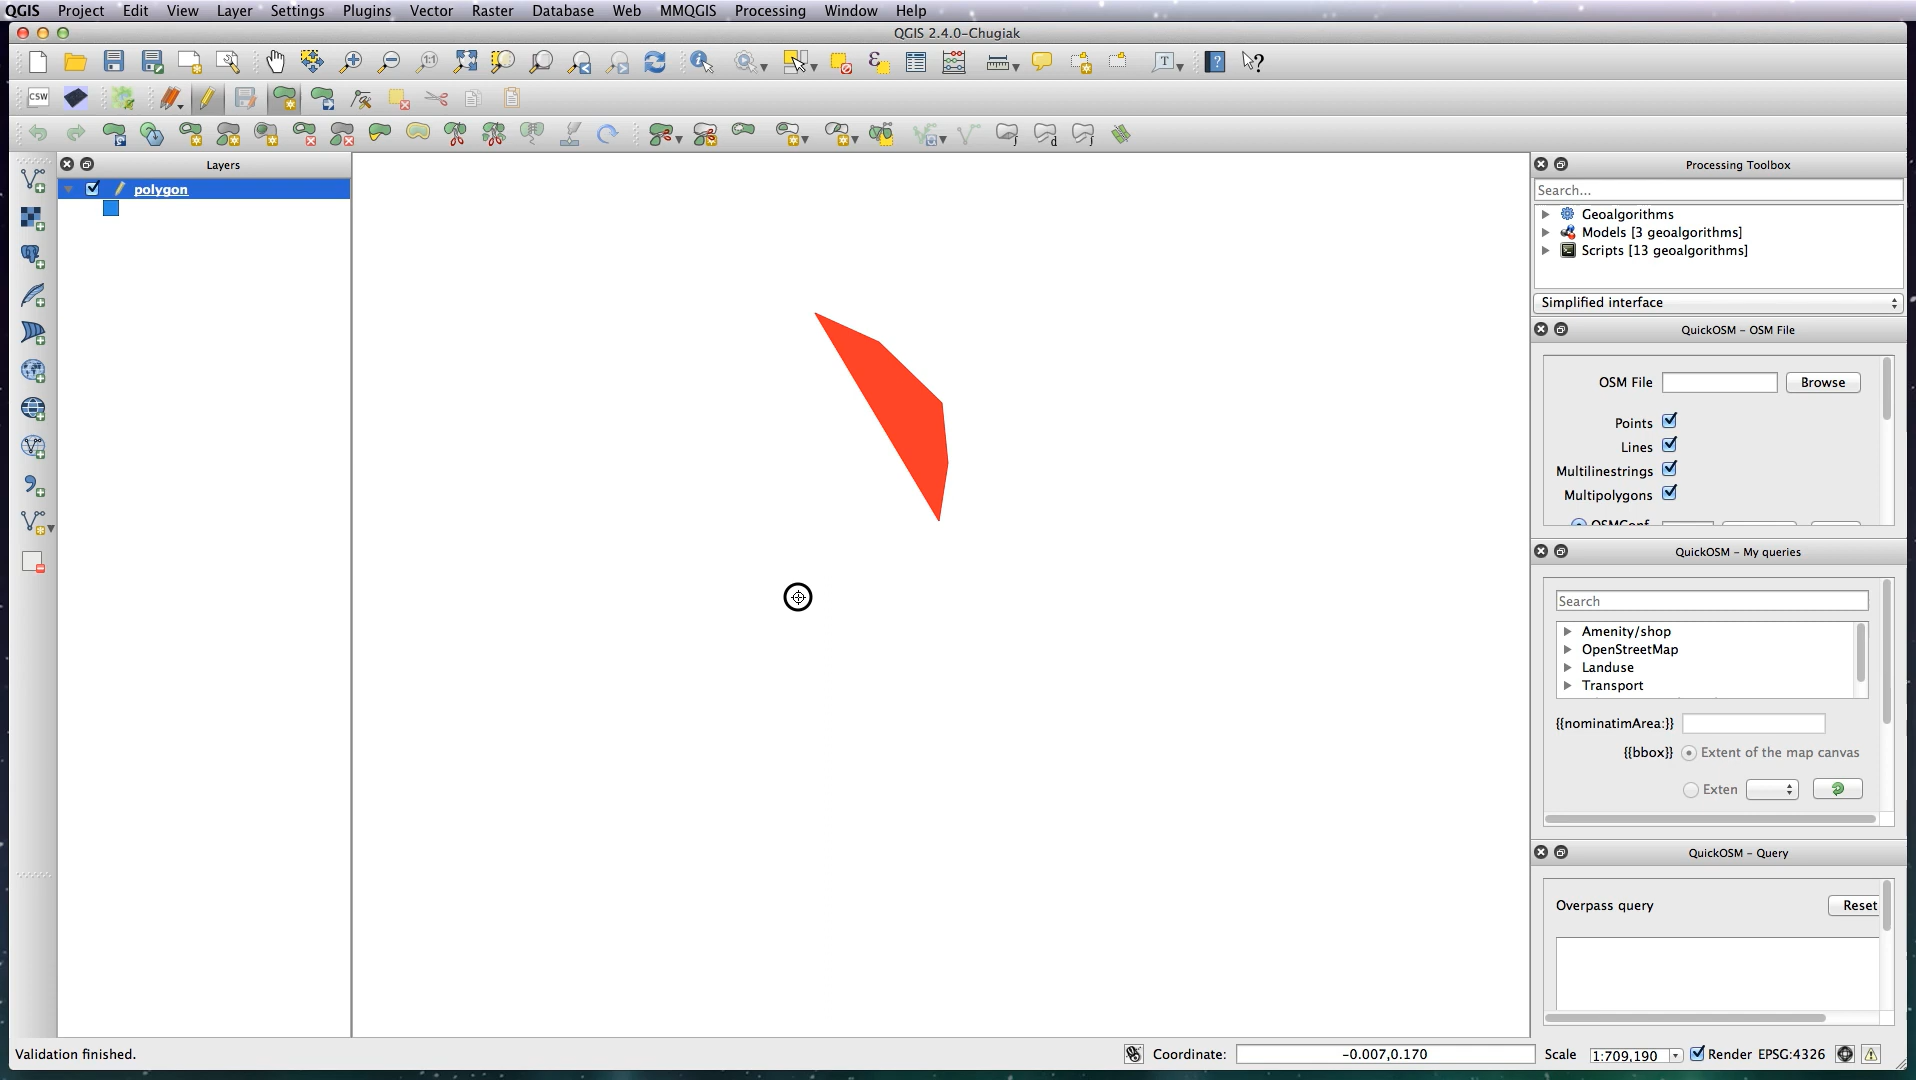 QGIS Project Edit View Layer Settings Plugins Vector Raster Database Web MMQGIS Processing Window Help
QGIS 2.4.0-Chugiak
CSW
Layers
polygon
Processing Toolbox
Search...
Geoalgorithms
Models [3 geoalgorithms]
Scripts [13 geoalgorithms]
Simplified interface
QuickOSM - OSM File
OSM File
Browse
Points
Lines
Multilinestrings
Multipolygons
OSMConf
QuickOSM - My queries
Search
Amenity/shop
OpenStreetMap
Landuse
Transport
{{nominatimArea:}}
{{bbox}} Extent of the map canvas
Exten
QuickOSM - Query
Overpass query
Reset
Validation finished.
Coordinate: -0.007,0.170
Scale 1:709,190 Render EPSG:4326